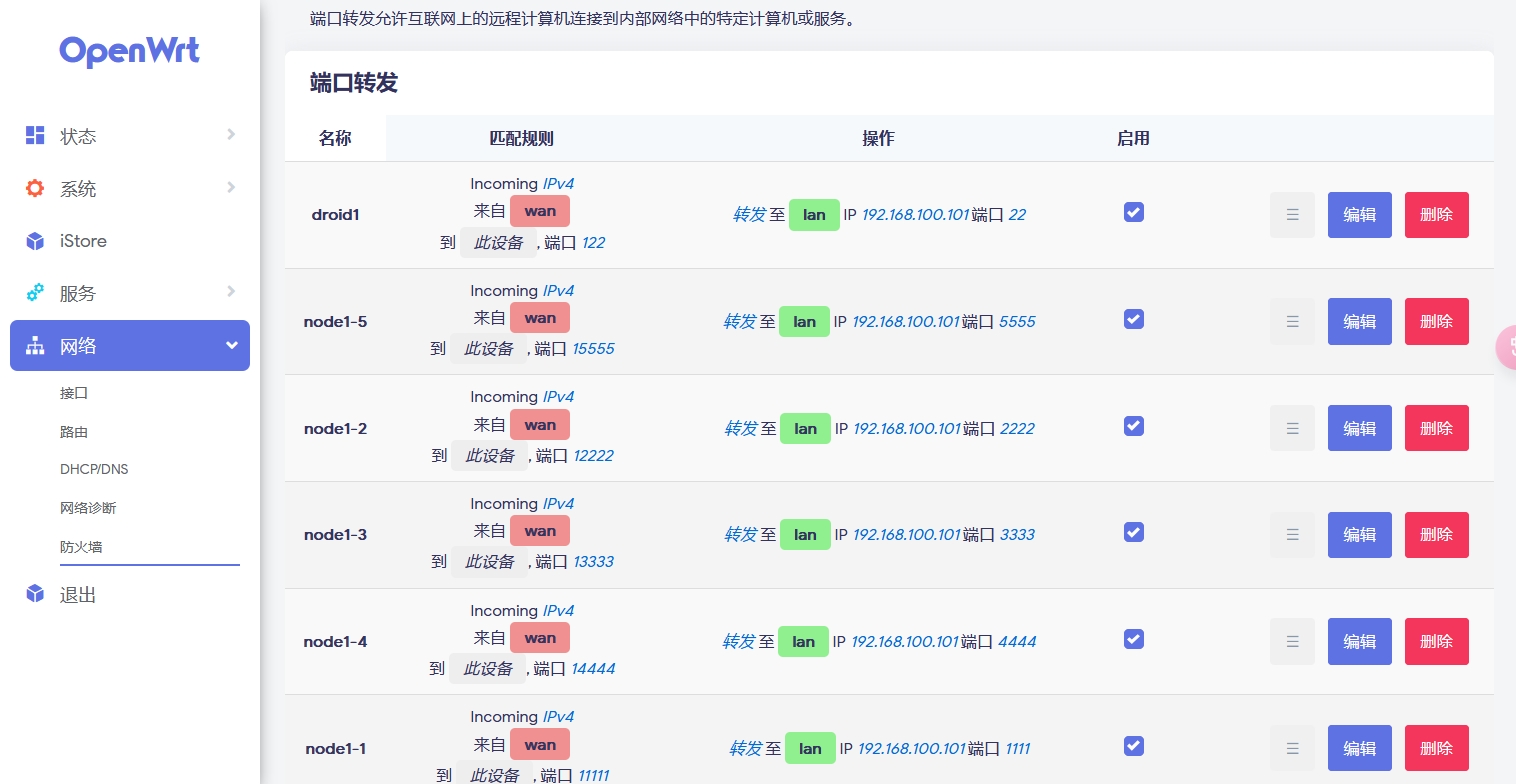 OpenWrt
状态
系统
iStore
服务
网络
接口
路由
DHCP/DNS
网络诊断
防火墙
退出
端口转发允许互联网上的远程计算机连接到内部网络中的特定计算机或服务。
端口转发
名称 匹配规则 操作 启用
Incoming IPv4
droid1 来自 wan 转发 至 lan IP 192.168.100.101 端口 22 编辑 删除
到 此设备 , 端口 122
Incoming IPv4
node1-5 来自 wan 转发 至 lan IP 192.168.100.101 端口 5555 编辑 删除
到 此设备 , 端口 15555
Incoming IPv4
node1-2 来自 wan 转发 至 lan IP 192.168.100.101 端口 2222 编辑 删除
到 此设备 , 端口 12222
Incoming IPv4
node1-3 来自 wan 转发 至 lan IP 192.168.100.101 端口 3333 编辑 删除
到 此设备 , 端口 13333
Incoming IPv4
node1-4 来自 wan 转发 至 lan IP 192.168.100.101 端口 4444 编辑 删除
到 此设备 , 端口 14444
Incoming IPv4
node1-1 来自 wan 转发 至 lan IP 192.168.100.101 端口 1111 编辑 删除
到 此设备 , 端口 11111